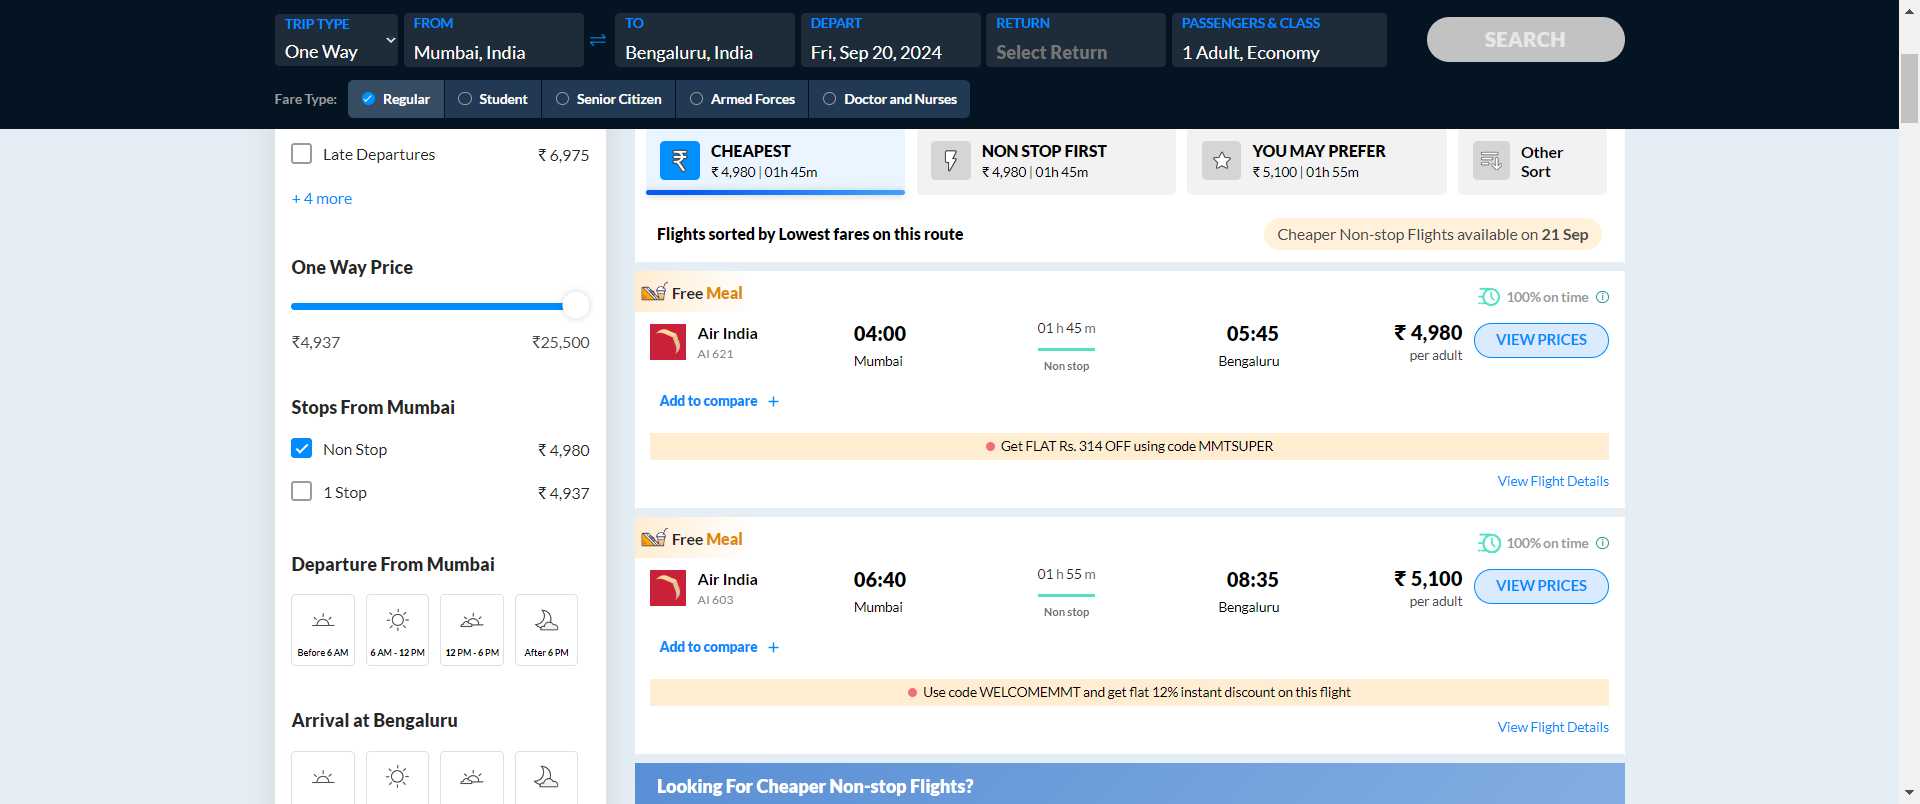 TRIP TYPE
One Way
FROM
Mumbai, India
TO
Bengaluru, India
DEPART
Fri, Sep 20, 2024
RETURN
Select Return
PASSENGERS & CLASS
1 Adult, Economy
SEARCH
Fare Type:
Regular
Student
Senior Citizen
Armed Forces
Doctor and Nurses
Late Departures
₹ 6,975
+ 4 more
One Way Price
₹4,937
₹25,500
Stops From Mumbai
Non Stop
₹ 4,980
1 Stop
₹ 4,937
Departure From Mumbai
Before 6 AM
6 AM - 12 PM
12 PM - 6 PM
After 6 PM
Arrival at Bengaluru
CHEAPEST
₹ 4,980 | 01h 45m
NON STOP FIRST
₹ 4,980 | 01h 45m
YOU MAY PREFER
₹ 5,100 | 01h 55m
Other
Sort
Flights sorted by Lowest fares on this route
Cheaper Non-stop Flights available on 21 Sep
Free Meal
100% on time
Air India
AI 621
04:00
Mumbai
01 h 45 m
Non stop
05:45
Bengaluru
₹ 4,980
per adult
VIEW PRICES
Add to compare +
Get FLAT Rs. 314 OFF using code MMTSUPER
View Flight Details
Free Meal
100% on time
Air India
AI 603
06:40
Mumbai
01 h 55 m
Non stop
08:35
Bengaluru
₹ 5,100
per adult
VIEW PRICES
Add to compare +
Use code WELCOMEMMT and get flat 12% instant discount on this flight
View Flight Details
Looking For Cheaper Non-stop Flights?